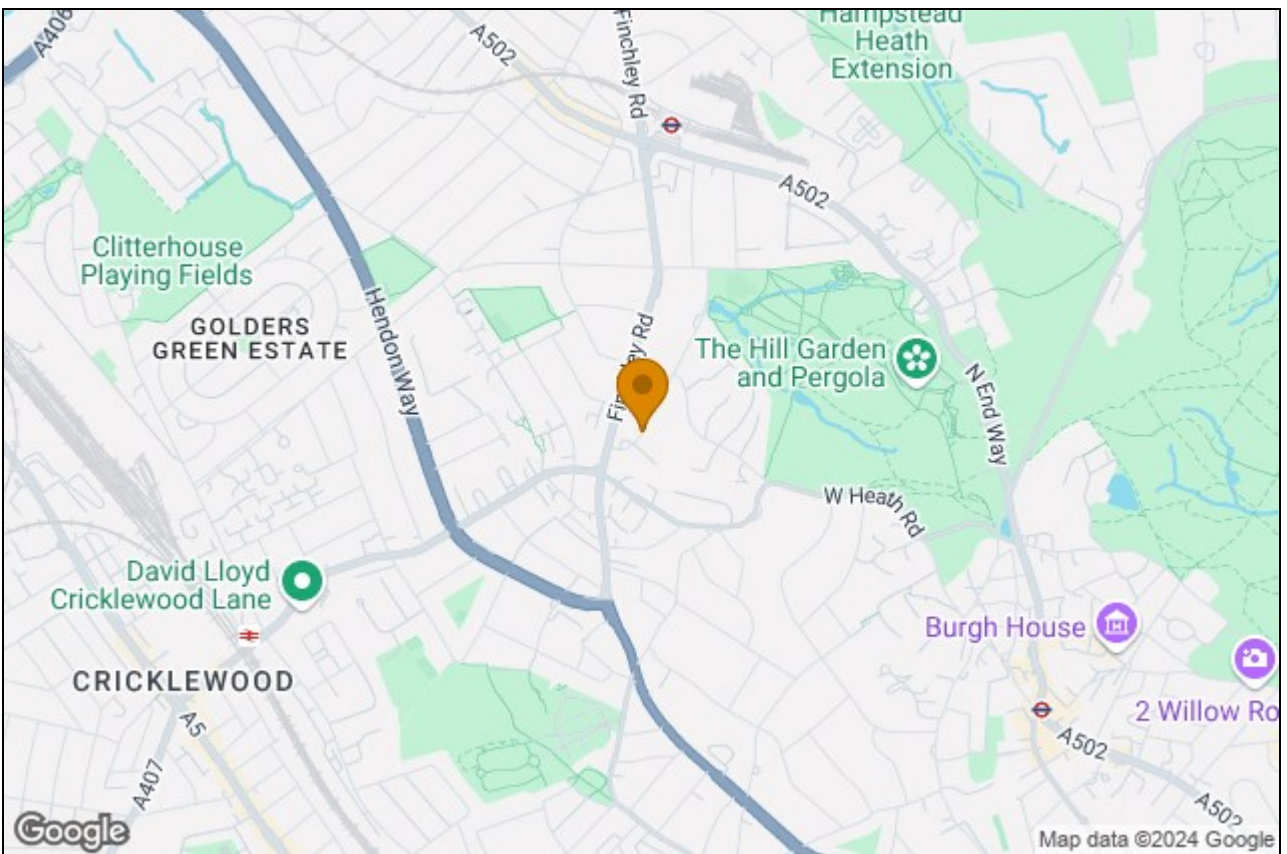 A406
A502
Finchley Rd
Hampstead
Heath
Extension
A502
Clitterhouse
Playing Fields
GOLDERS
GREEN ESTATE
Hendon Way
The Hill Garden
and Pergola
N End Way
W Heath Rd
David Lloyd
Cricklewood Lane
Burgh House
CRICKLEWOOD
2 Willow Ro
A5
A407
A502
A502
Google
Map data ©2024 Google